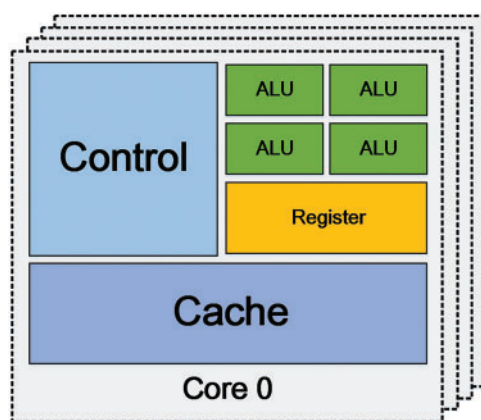 ALU ALU
Control
ALU ALU
Register
Cache
Core 0